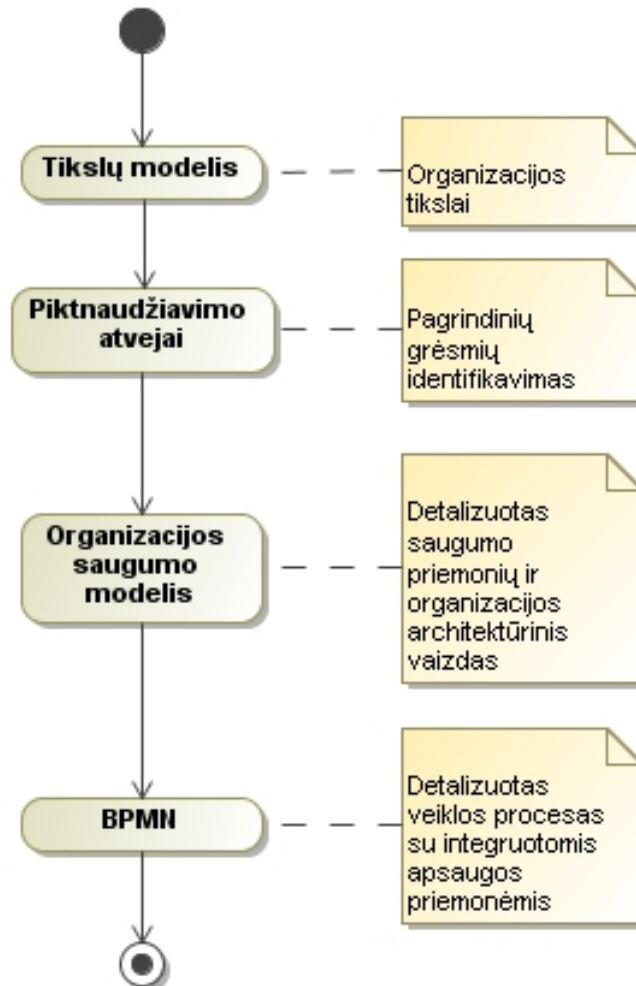 Tikslų modelis
Organizacijos
tikslai
Piktnaudžiavimo
atvejai
Pagrindinių
grėsmių
identifikavimas
Organizacijos
saugumo
modelis
Detalizuotas
saugumo
priemonių ir
organizacijos
architektūrinis
vaizdas
BPMN
Detalizuotas
veiklos procesas
su integruotomis
apsaugos
priemonėmis